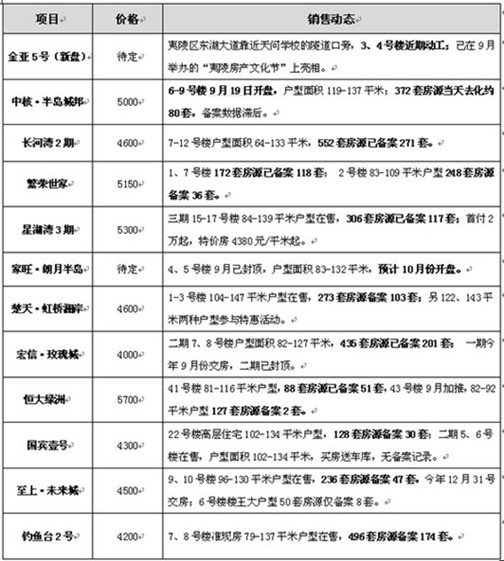 项目 价格 销售动态
金亚5号（新盘） 待定 夷陵区东湖大道靠近天问学校的隧道口旁，3、4号楼近期动工；已在9月
举办的“夷陵房产文化节”上亮相。
中核·半岛城邦 5000 6-9号楼9月19日开盘，户型面积119-137平米；372套房源当天去化约
80套，备案数据滞后。
长河湾2期 4600 7-12号楼户型面积64-133平米，552套房源已备案271套。
繁荣世家 5150 1、7号楼172套房源已备案118套； 2号楼83-109平米户型248套房源
备案36套。
星湖湾3期 5300 三期15-17号楼84-139平米户型在售，306套房源已备案117套；首付2
万起，特价房4380元/平米起。
家旺·朗月半岛 待定 4、5号楼9月已封顶，户型面积83-132平米，预计10月份开盘。
楚天·虹桥湘岸 4600 1-3号楼104-147平米户型在售，273套房源备案103套；另122、143平
米两种户型参与特惠活动。
宏信·玫瑰城 4000 二期7、8号楼户型面积82-127平米，435套房源已备案201套； 一期今
年9月份交房，二期已封顶。
恒大绿洲 5700 41号楼81-116平米户型，88套房源已备案51套，43号楼9月加推，82-92
平米户型127套房源备案2套。
国宾壹号 4300 22号楼高层住宅102-134平米户型，128套房源备案30套；二期5、6号
楼在售，户型面积102-134平米，买房送车库，无备案记录。
至上·未来城 4500 9、10号楼96-130平米户型在售，236套房源备案47套，今年12月31号
交房；6号楼楼王大户型50套房源仅备案8套。
钓鱼台2号 4200 7、8号楼准现房79-137平米户型在售，496套房源备案174套。